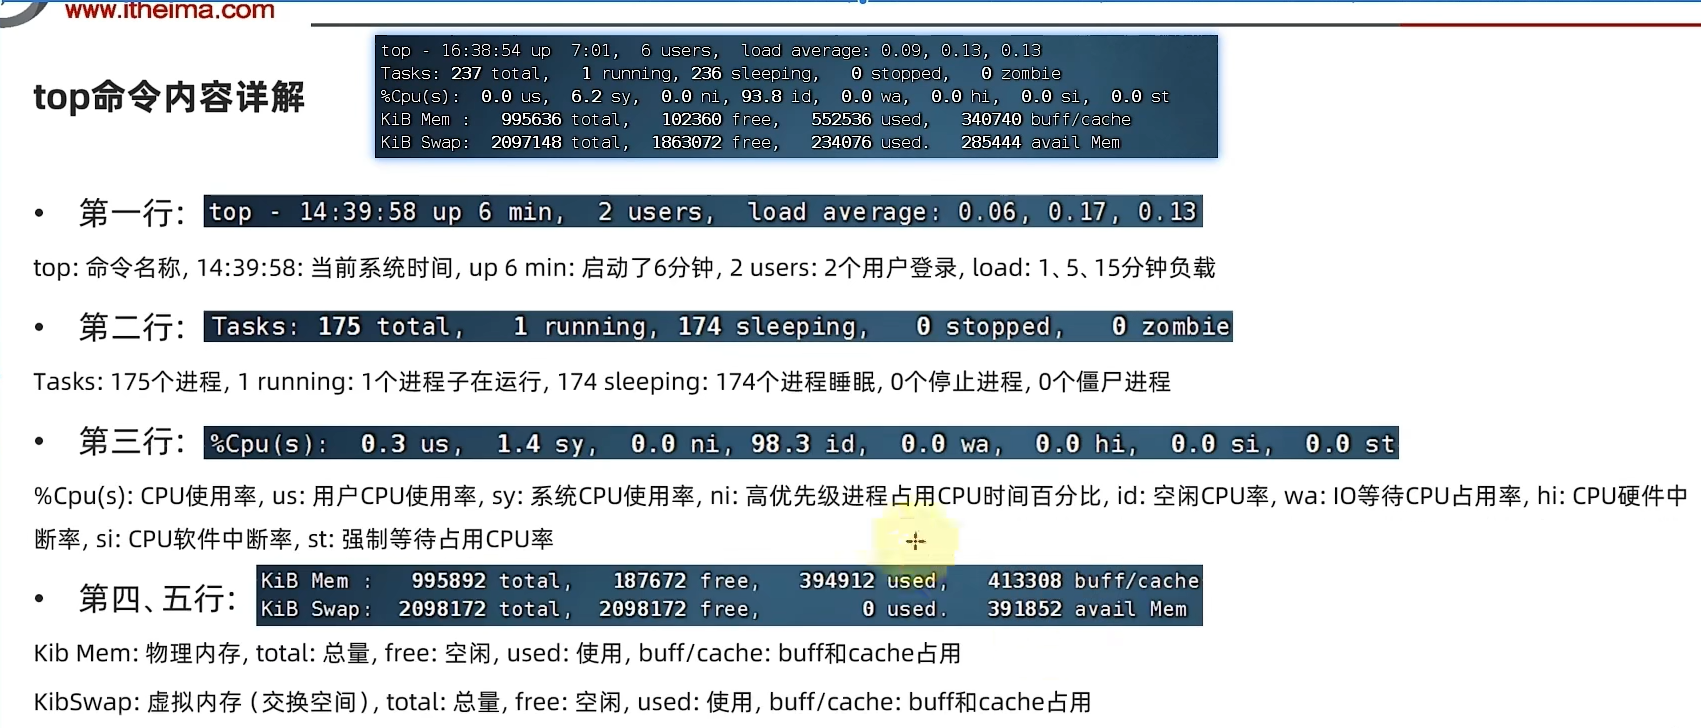 www.itheima.com
top - 16:38:54 up  7:01,  6 users,  load average: 0.09, 0.13, 0.13
Tasks: 237 total,   1 running, 236 sleeping,   0 stopped,   0 zombie
%Cpu(s):  0.0 us,  6.2 sy,  0.0 ni, 93.8 id,  0.0 wa,  0.0 hi,  0.0 si,  0.0 st
KiB Mem :   995636 total,   102360 free,   552536 used,   340740 buff/cache
KiB Swap:  2097148 total,  1863072 free,   234076 used.   285444 avail Mem
top命令内容详解
• 第一行: top - 14:39:58 up 6 min,  2 users,  load average: 0.06, 0.17, 0.13
top: 命令名称, 14:39:58: 当前系统时间, up 6 min: 启动了6分钟, 2 users: 2个用户登录, load: 1、5、15分钟负载
• 第二行: Tasks: 175 total,   1 running, 174 sleeping,   0 stopped,   0 zombie
Tasks: 175个进程, 1 running: 1个进程子在运行, 174 sleeping: 174个进程睡眠, 0个停止进程, 0个僵尸进程
• 第三行: %Cpu(s):  0.3 us,  1.4 sy,  0.0 ni, 98.3 id,  0.0 wa,  0.0 hi,  0.0 si,  0.0 st
%Cpu(s): CPU使用率, us: 用户CPU使用率, sy: 系统CPU使用率, ni: 高优先级进程占用CPU时间百分比, id: 空闲CPU率, wa: IO等待CPU占用率, hi: CPU硬件中
断率, si: CPU软件中断率, st: 强制等待占用CPU率
• 第四、五行:
KiB Mem :   995892 total,   187672 free,   394912 used,   413308 buff/cache
KiB Swap:  2098172 total,  2098172 free,        0 used.   391852 avail Mem
Kib Mem: 物理内存, total: 总量, free: 空闲, used: 使用, buff/cache: buff和cache占用
KibSwap: 虚拟内存（交换空间）, total: 总量, free: 空闲, used: 使用, buff/cache: buff和cache占用